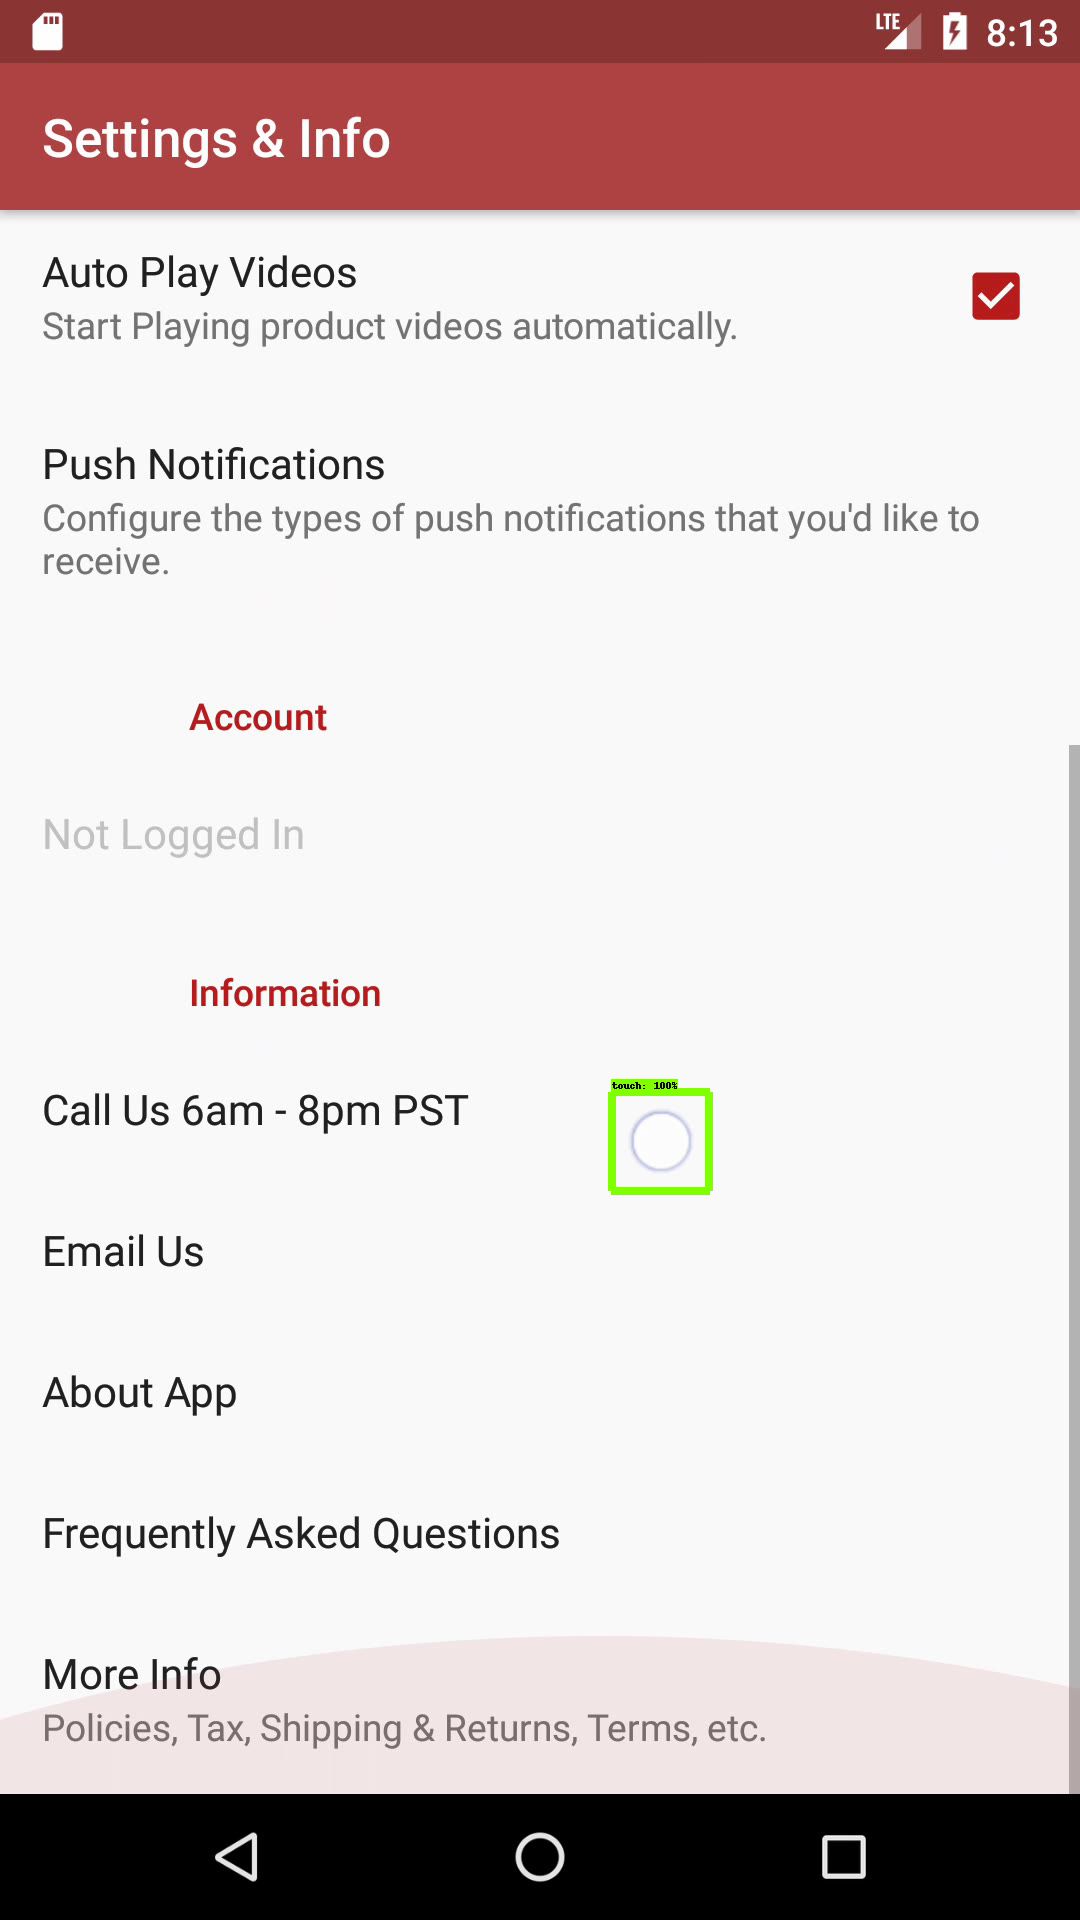 LTE 8:13
Settings & Info
Auto Play Videos
Start Playing product videos automatically.
Push Notifications
Configure the types of push notifications that you'd like to
receive.
Account
Not Logged In
Information
touch: 100%
Call Us 6am - 8pm PST
Email Us
About App
Frequently Asked Questions
More Info
Policies, Tax, Shipping & Returns, Terms, etc.